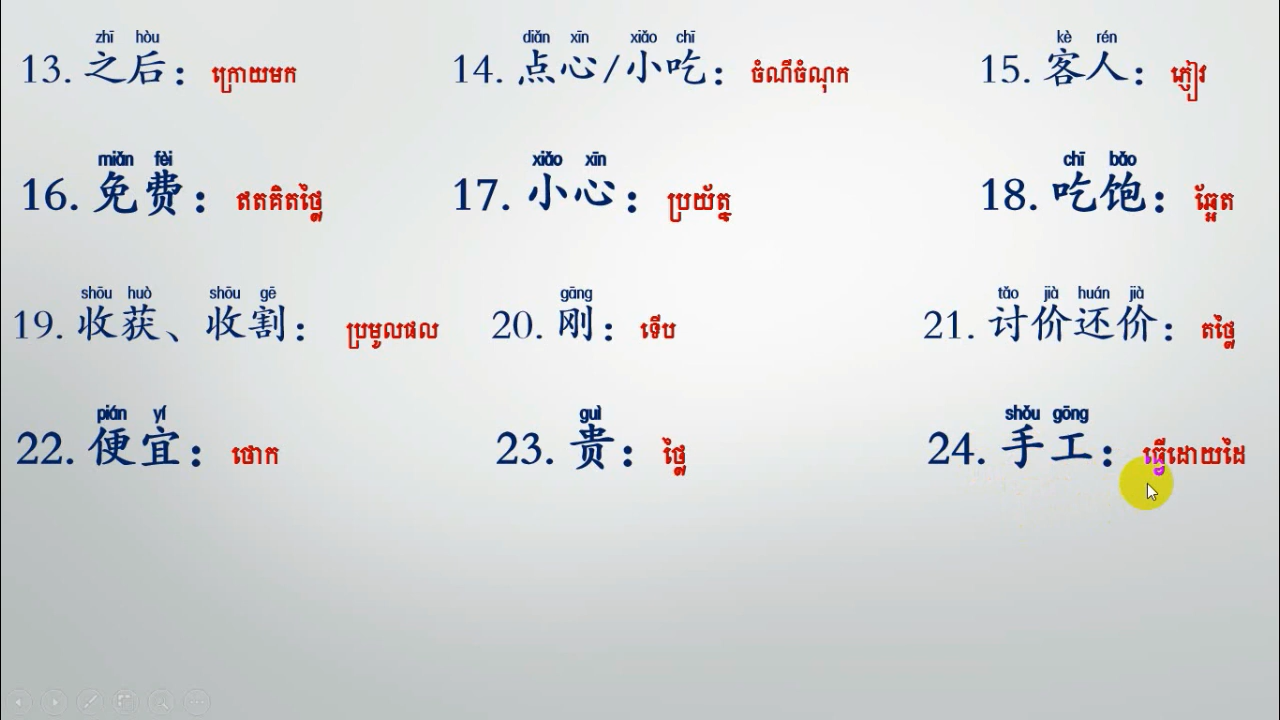 zhī hòu diǎn xīn xiǎo chī kè rén
13. 之后：ក្រោយមក 14. 点心/小吃：ចំណីចំណុក 15. 客人：ភ្ញៀវ
miǎn fèi xiǎo xīn chī bǎo
16. 免费：ឥតគិតថ្លៃ 17. 小心：ប្រយ័ត្ន 18. 吃饱：ឆ្អែត
shōu huò shōu gē gāng tǎo jià huán jià
19. 收获、收割：ប្រមូលផល 20. 刚：ទើប 21. 讨价还价：តថ្លៃ
pián yí guì shǒu gōng
22. 便宜：ថោក 23. 贵：ថ្លៃ 24. 手工：ធ្វើដោយដៃ